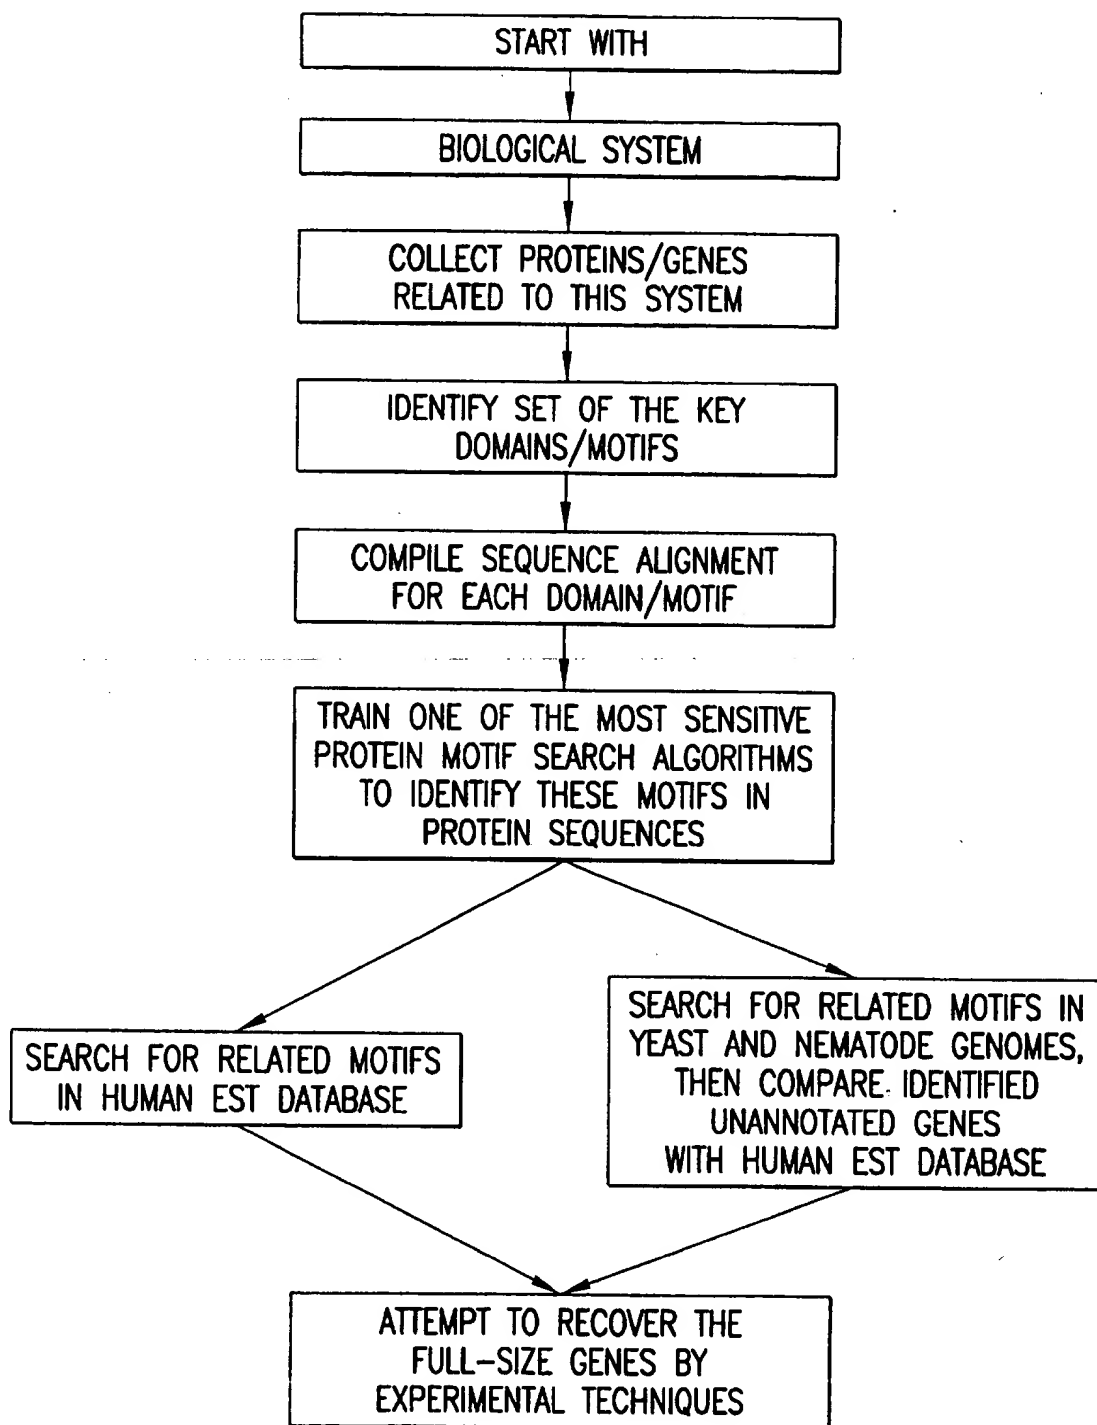 START WITH
BIOLOGICAL SYSTEM
COLLECT PROTEINS/GENES
RELATED TO THIS SYSTEM
IDENTIFY SET OF THE KEY
DOMAINS/MOTIFS
COMPILE SEQUENCE ALIGNMENT
FOR EACH DOMAIN/MOTIF
TRAIN ONE OF THE MOST SENSITIVE
PROTEIN MOTIF SEARCH ALGORITHMS
TO IDENTIFY THESE MOTIFS IN
PROTEIN SEQUENCES
SEARCH FOR RELATED MOTIFS
IN HUMAN EST DATABASE
SEARCH FOR RELATED MOTIFS IN
YEAST AND NEMATODE GENOMES,
THEN COMPARE IDENTIFIED
UNANNOTATED GENES
WITH HUMAN EST DATABASE
ATTEMPT TO RECOVER THE
FULL-SIZE GENES BY
EXPERIMENTAL TECHNIQUES